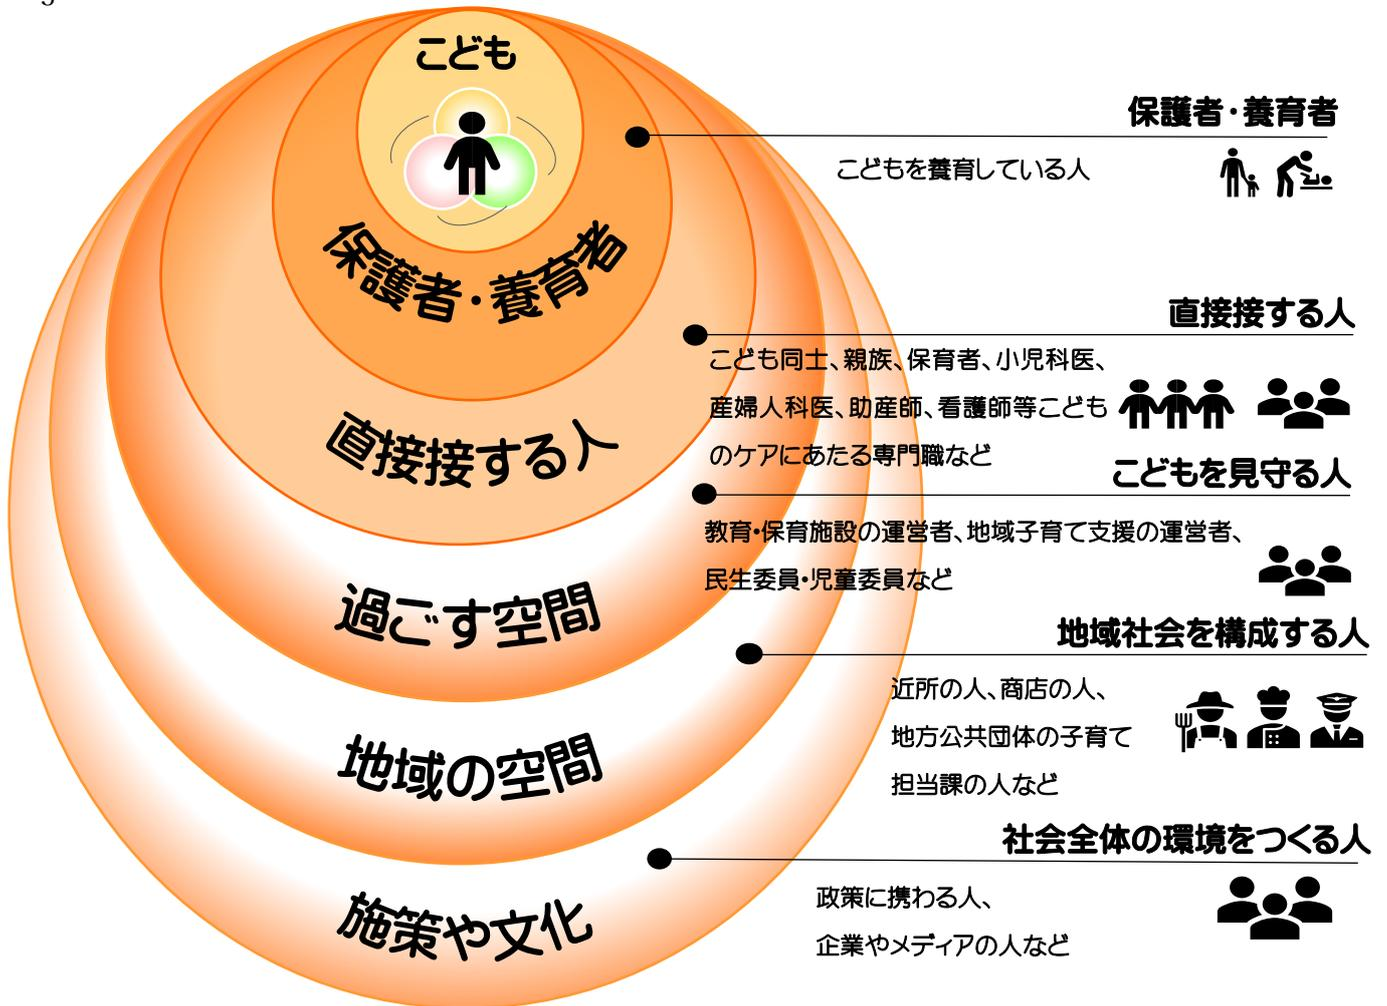 こども
保護者・養育者
直接接する人
過ごす空間
地域の空間
施策や文化
保護者・養育者
こどもを養育している人
直接接する人
こども同士、親族、保育者、小児科医、
産婦人科医、助産師、看護師等こども
のケアにあたる専門職など
こどもを見守る人
教育・保育施設の運営者、地域子育て支援の運営者、
民生委員・児童委員など
地域社会を構成する人
近所の人、商店の人、
地方公共団体の子育て
担当課の人など
社会全体の環境をつくる人
政策に携わる人、
企業やメディアの人など